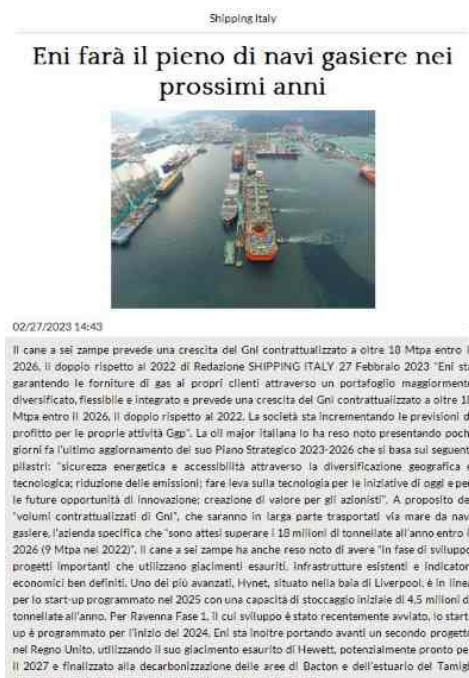 Shipping Italy
Eni farà il pieno di navi gasiere nei
prossimi anni
02/27/2023 14:43
Il cane a sei zampe prevede una crescita del Gnl contrattualizzato a oltre 18 Mtpa entro il
2026, il doppio rispetto al 2022 di Redazione SHIPPING ITALY 27 Febbraio 2023 "Eni sta
garantendo le forniture di gas ai propri clienti attraverso un portafoglio maggiormente
diversificato, flessibile e integrato e prevede una crescita del Gnl contrattualizzato a oltre 18
Mtpa entro il 2026, il doppio rispetto al 2022. La società sta incrementando le previsioni di
profitto per le proprie attività Ggp". La oil major italiana lo ha reso noto presentando pochi
giorni fa l'ultimo aggiornamento del suo Piano Strategico 2023-2026 che si basa sui seguenti
pilastri: "sicurezza energetica e accessibilità attraverso la diversificazione geografica e
tecnologica; riduzione delle emissioni; fare leva sulla tecnologia per le iniziative di oggi e per
le future opportunità di innovazione; creazione di valore per gli azionisti". A proposito dei
"volumi contrattualizzati di Gnl", che saranno in larga parte trasportati via mare da navi
gasiere, l'azienda specifica che "sono attesi superare i 18 milioni di tonnellate all'anno entro il
2026 (9 Mtpa nel 2022)". Il cane a sei zampe ha anche reso noto di avere "in fase di sviluppo
progetti importanti che utilizzano giacimenti esauriti, infrastrutture esistenti e indicatori
economici ben definiti. Uno dei più avanzati, Hynet, situato nella baia di Liverpool, è in linea
per lo start-up programmato nel 2025 con una capacità di stoccaggio iniziale di 4,5 milioni di
tonnellate all'anno. Per Ravenna Fase 1, il cui sviluppo è stato recentemente avviato, lo start-
up è programmato per l'inizio del 2024. Eni sta inoltre portando avanti un secondo progetto
nel Regno Unito, utilizzando il suo giacimento esaurito di Hewett, potenzialmente pronto per
il 2027 e finalizzato alla decarbonizzazione delle aree di Bacton e dell'estuario del Tamigi